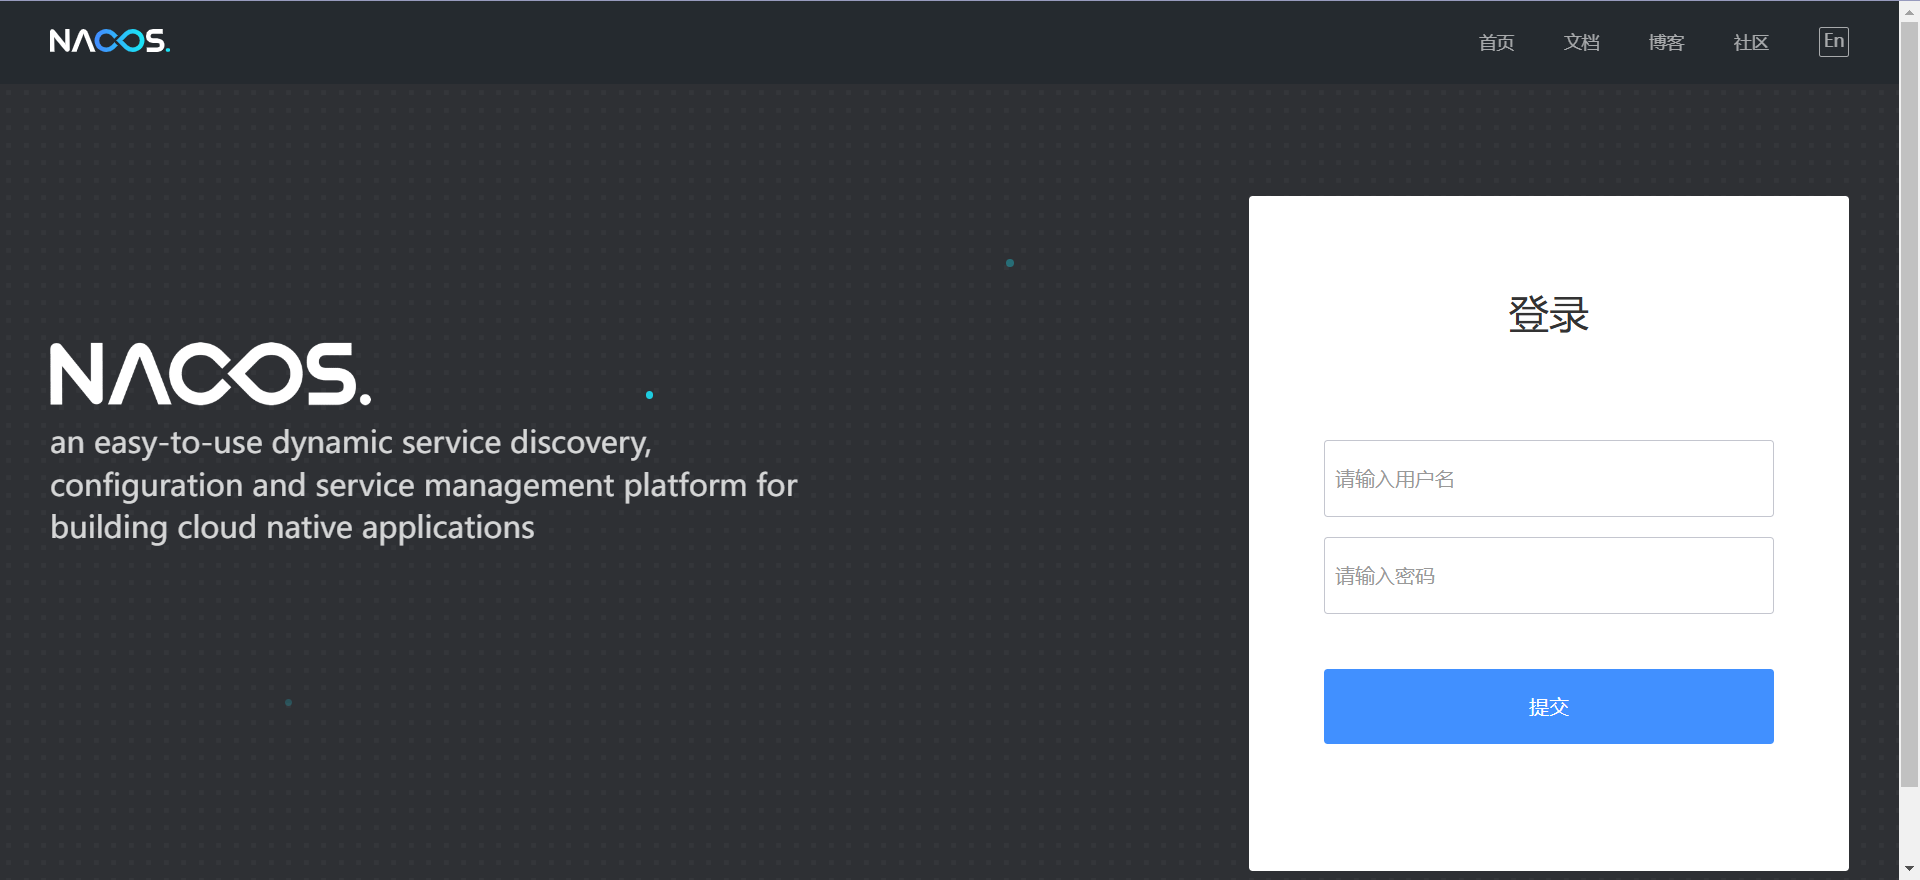 NACOS.
首页
文档
博客
社区
En
NACOS.
an easy-to-use dynamic service discovery,
configuration and service management platform for
building cloud native applications
登录
请输入用户名
请输入密码
提交